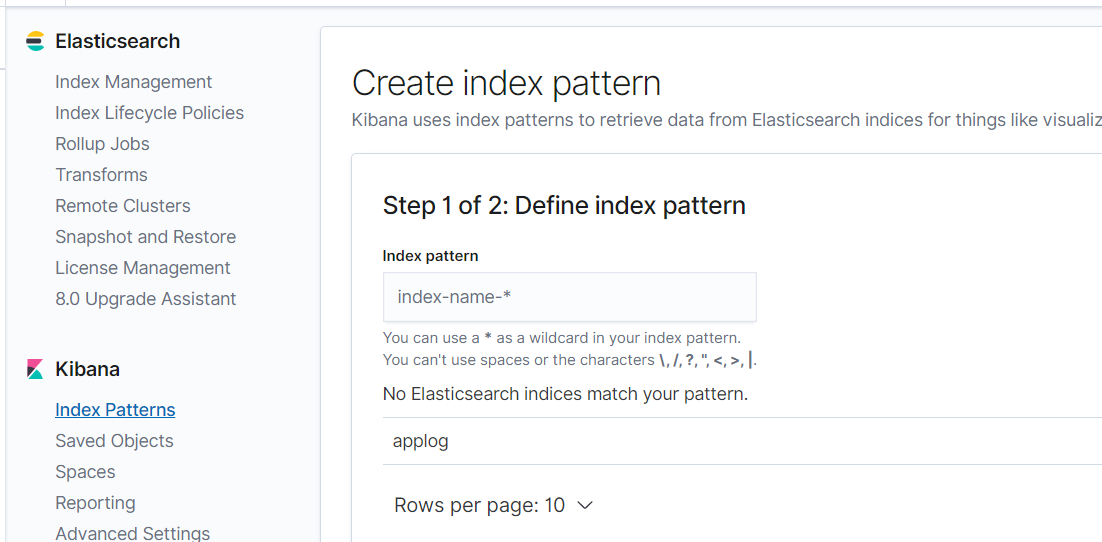 Elasticsearch
Index Management
Index Lifecycle Policies
Rollup Jobs
Transforms
Remote Clusters
Snapshot and Restore
License Management
8.0 Upgrade Assistant
Kibana
Index Patterns
Saved Objects
Spaces
Reporting
Advanced Settings
Create index pattern
Kibana uses index patterns to retrieve data from Elasticsearch indices for things like visualiz
Step 1 of 2: Define index pattern
Index pattern
index-name-*
You can use a * as a wildcard in your index pattern.
You can't use spaces or the characters \, /, ?, ", <, >, |.
No Elasticsearch indices match your pattern.
applog
Rows per page: 10